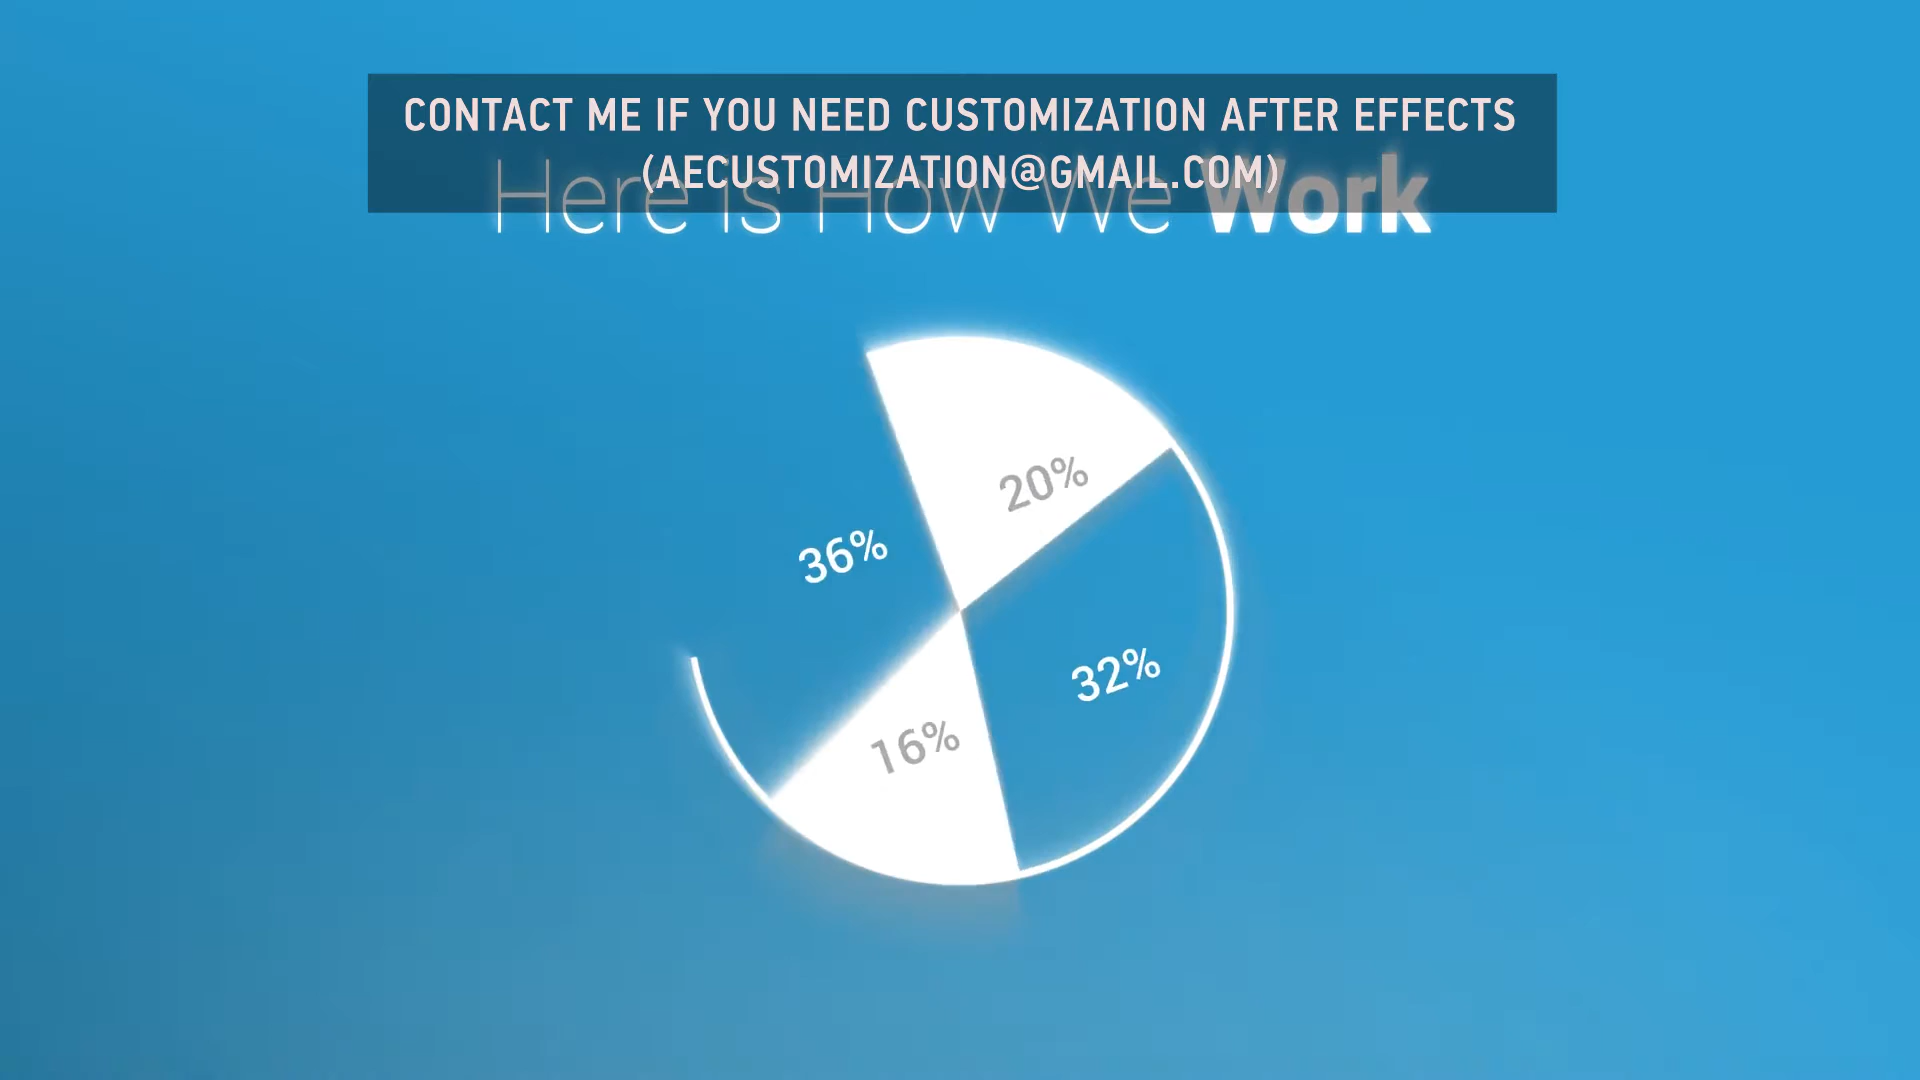 CONTACT ME IF YOU NEED CUSTOMIZATION AFTER EFFECTS
(AECUSTOMIZATION@GMAIL.COM)
Here is How We Work
20%
36%
32%
16%